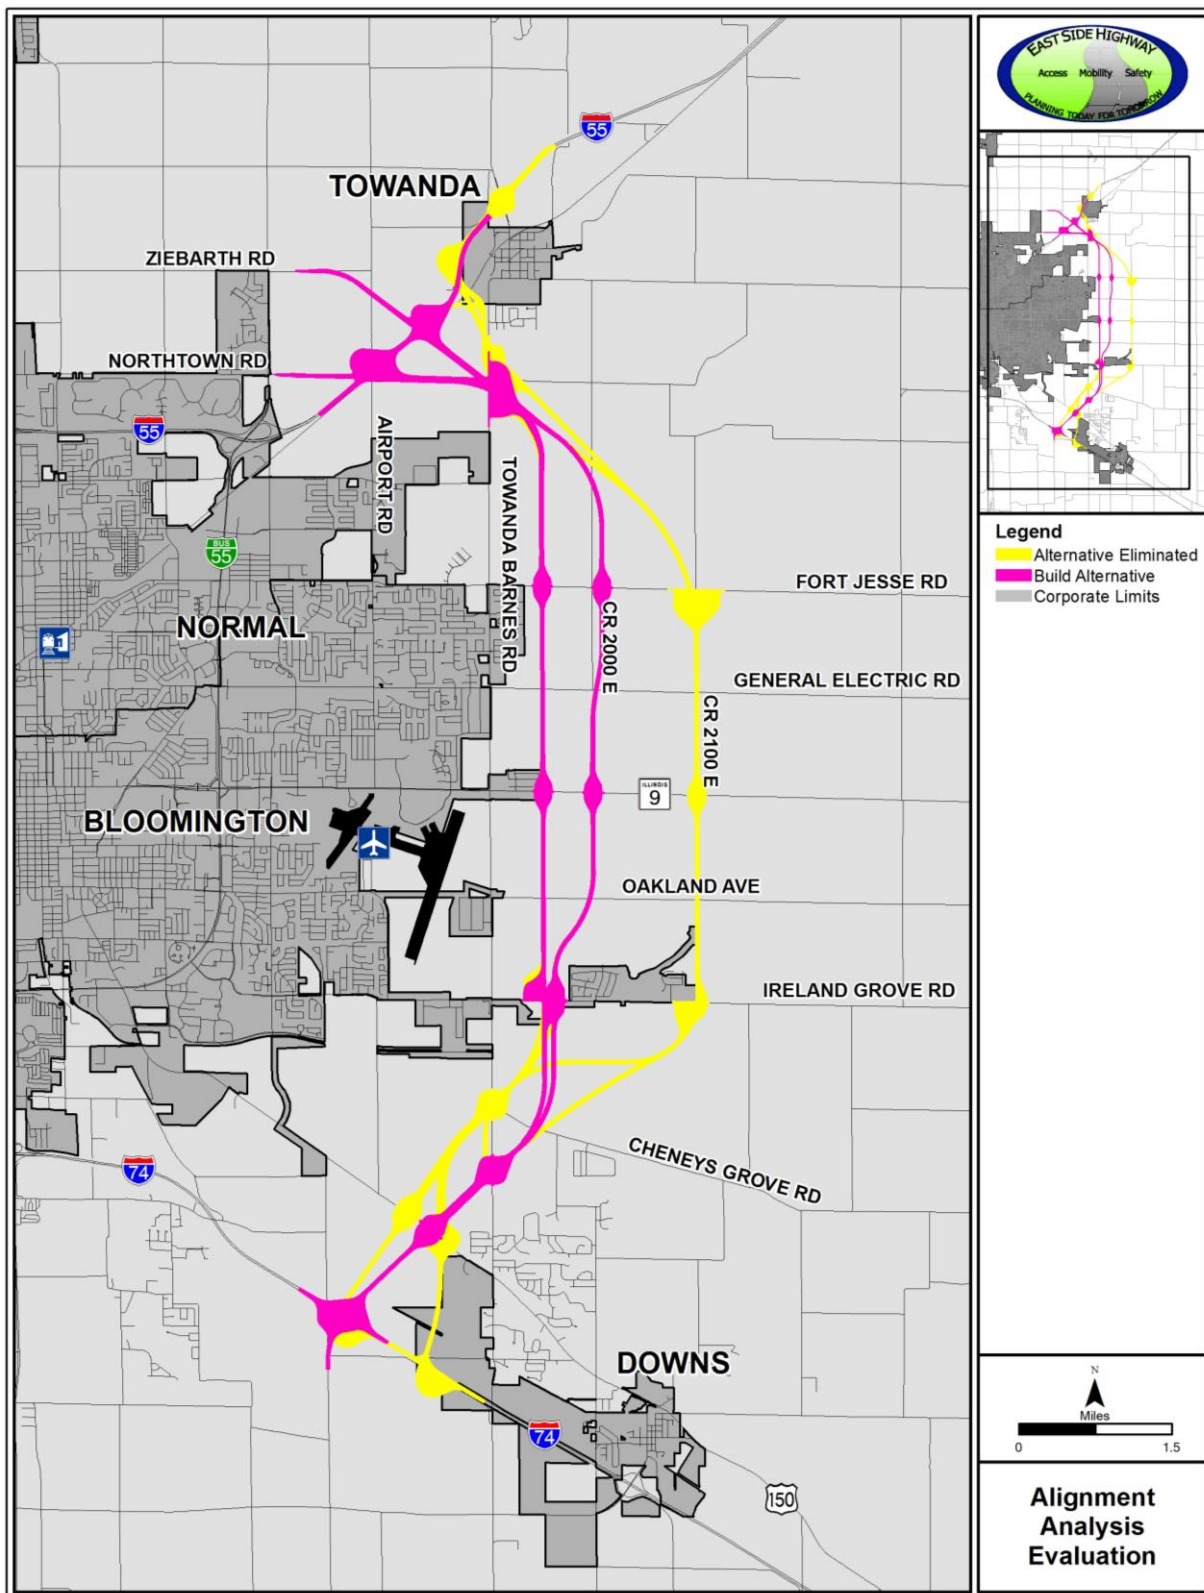 TOWANDA
55
ZIEBARTH RD
NORTHTOWN RD
55
AIRPORT RD
TOWANDA BARNES RD
BUS
55
FORT JESSE RD
CR 2000 E
NORMAL
GENERAL ELECTRIC RD
CR 2100 E
ILLINOIS
9
BLOOMINGTON
OAKLAND AVE
IRELAND GROVE RD
CHENEYS GROVE RD
74
DOWNS
74
150
EAST SIDE HIGHWAY
Access Mobility Safety
PLANNING TODAY FOR TOMORROW
Legend
Alternative Eliminated
Build Alternative
Corporate Limits
N
Miles
0 1.5
Alignment
Analysis
Evaluation